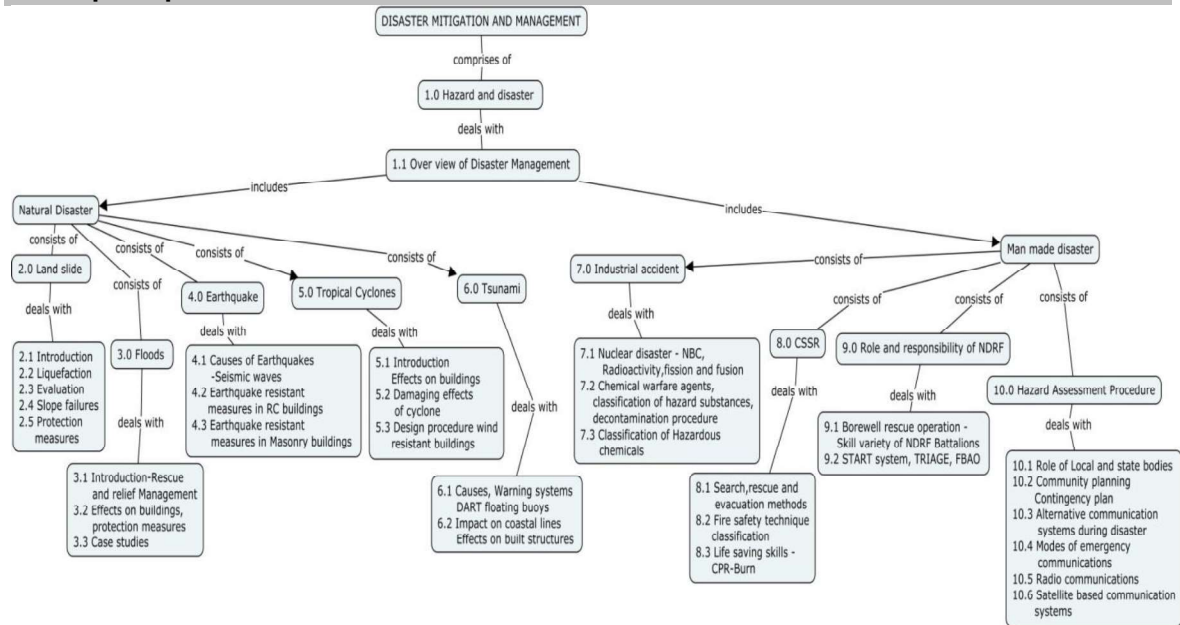 DISASTER MITIGATION AND MANAGEMENT
comprises of
1.0 Hazard and disaster
deals with
1.1 Over view of Disaster Management
includes
includes
Natural Disaster
consists of
consists of
consists of
consists of
consists of
2.0 Land slide
deals with
2.1 Introduction
2.2 Liquefaction
2.3 Evaluation
2.4 Slope failures
2.5 Protection
measures
3.0 Floods
deals with
3.1 Introduction-Rescue
and relief Management
3.2 Effects on buildings,
protection measures
3.3 Case studies
4.0 Earthquake
deals with
4.1 Causes of Earthquakes
-Seismic waves
4.2 Earthquake resistant
measures in RC buildings
4.3 Earthquake resistant
measures in Masonry buildings
5.0 Tropical Cyclones
deals with
5.1 Introduction
Effects on buildings
5.2 Damaging effects
of cyclone
5.3 Design procedure wind
resistant buildings
6.0 Tsunami
deals with
6.1 Causes, Warning systems
DART floating buoys
6.2 Impact on coastal lines
Effects on built structures
Man made disaster
consists of
consists of
consists of
consists of
7.0 Industrial accident
deals with
7.1 Nuclear disaster - NBC,
Radioactivity,fission and fusion
7.2 Chemical warfare agents,
classification of hazard substances,
decontamination procedure
7.3 Classification of Hazardous
chemicals
8.0 CSSR
deals with
8.1 Search,rescue and
evacuation methods
8.2 Fire safety technique
classification
8.3 Life saving skills -
CPR-Burn
9.0 Role and responsibility of NDRF
deals with
9.1 Borewell rescue operation -
Skill variety of NDRF Battalions
9.2 START system, TRIAGE, FBAO
10.0 Hazard Assessment Procedure
deals with
10.1 Role of Local and state bodies
10.2 Community planning
Contingency plan
10.3 Alternative communication
systems during disaster
10.4 Modes of emergency
communications
10.5 Radio communications
10.6 Satellite based communication
systems